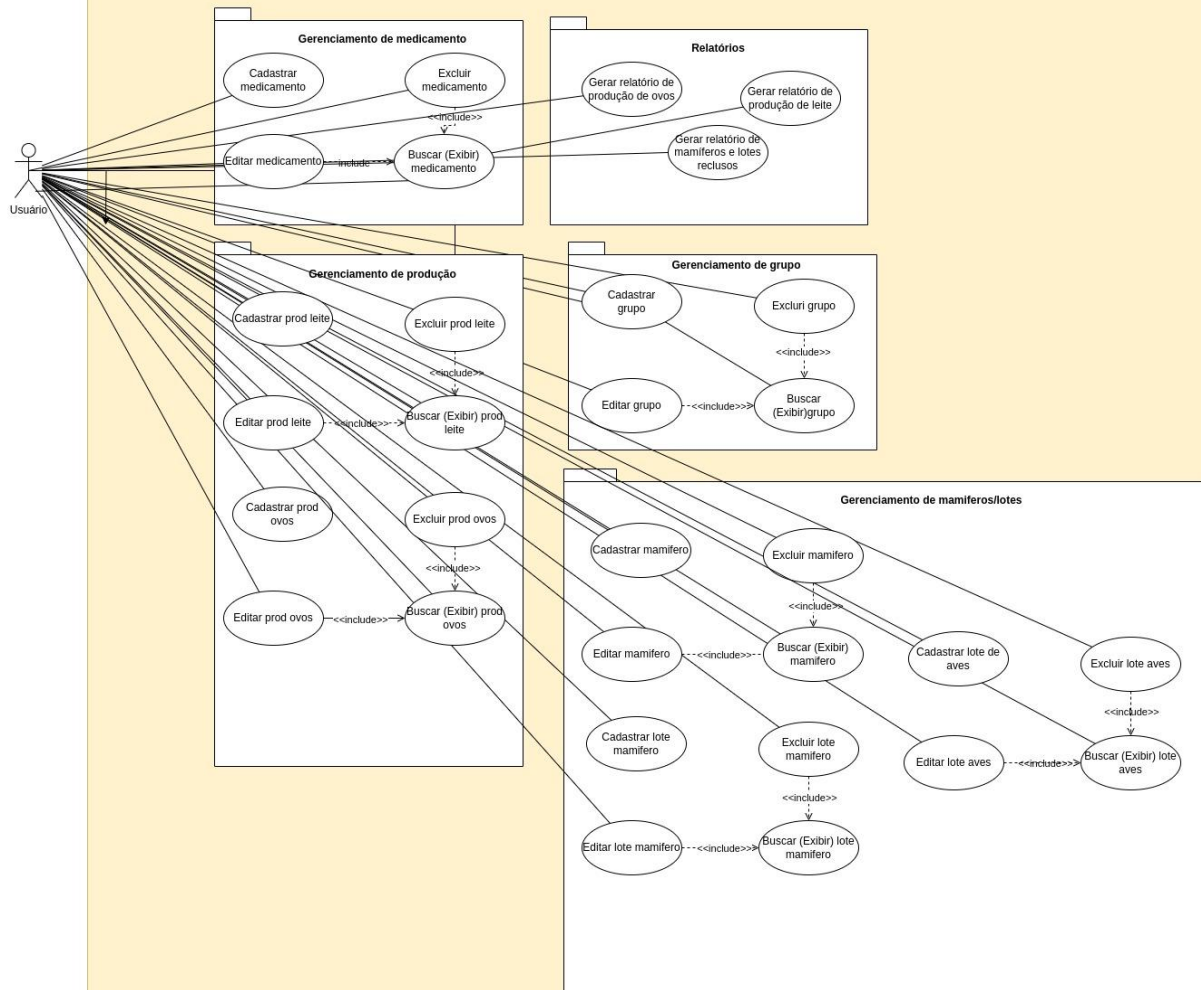 Gerenciamento de medicamento
Cadastrar
medicamento
Excluir
medicamento
<<include>>
Editar medicamento
include
Buscar (Exibir)
medicamento
Relatórios
Gerar relatório de
produção de ovos
Gerar relatório de
produção de leite
Gerar relatório de
mamíferos e lotes
reclusos
Usuário
Gerenciamento de produção
Cadastrar prod leite
Excluir prod leite
<<include>>
Editar prod leite
<<include>>
Buscar (Exibir) prod
leite
Cadastrar prod
ovos
Excluir prod ovos
<<include>>
Editar prod ovos
<<include>>
Buscar (Exibir) prod
ovos
Gerenciamento de grupo
Cadastrar
grupo
Excluri grupo
<<include>>
Editar grupo
<<include>>
Buscar
(Exibir)grupo
Gerenciamento de mamiferos/lotes
Cadastrar mamifero
Excluir mamifero
<<include>>
Editar mamifero
<<include>>
Buscar (Exibir)
mamifero
Cadastrar lote de
aves
Excluir lote aves
<<include>>
Cadastrar lote
mamifero
Excluir lote
mamifero
Editar lote aves
<<include>>
Buscar (Exibir) lote
aves
<<include>>
Editar lote mamifero
<<include>>
Buscar (Exibir) lote
mamifero